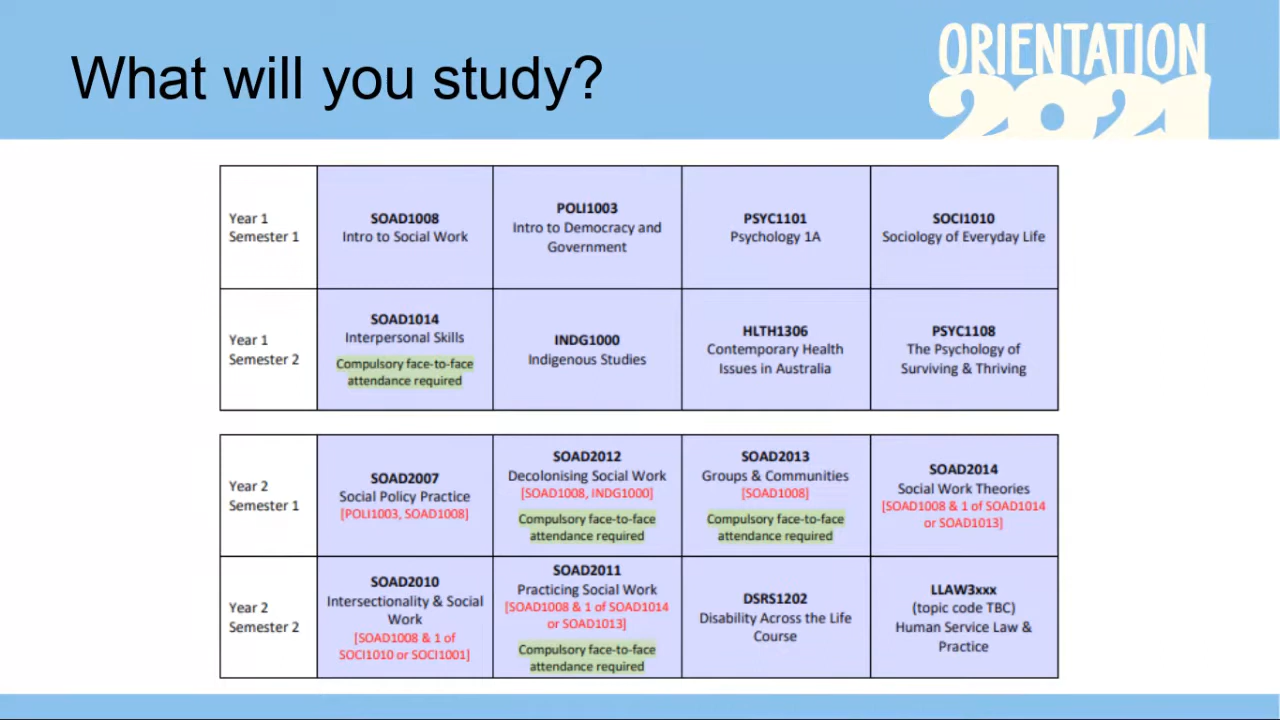 What will you study?
ORIENTATION
2021
Year 1
Semester 1
SOAD1008
Intro to Social Work
POLI1003
Intro to Democracy and
Government
PSYC1101
Psychology 1A
SOCI1010
Sociology of Everyday Life
Year 1
Semester 2
SOAD1014
Interpersonal Skills
Compulsory face-to-face
attendance required
INDG1000
Indigenous Studies
HLTH1306
Contemporary Health
Issues in Australia
PSYC1108
The Psychology of
Surviving & Thriving
Year 2
Semester 1
SOAD2007
Social Policy Practice
[POLI1003, SOAD1008]
SOAD2012
Decolonising Social Work
[SOAD1008, INDG1000]
Compulsory face-to-face
attendance required
SOAD2013
Groups & Communities
[SOAD1008]
Compulsory face-to-face
attendance required
SOAD2014
Social Work Theories
[SOAD1008 & 1 of SOAD1014
or SOAD1013]
Year 2
Semester 2
SOAD2010
Intersectionality & Social
Work
[SOAD1008 & 1 of
SOCI1010 or SOCI1001]
SOAD2011
Practicing Social Work
[SOAD1008 & 1 of SOAD1014
or SOAD1013]
Compulsory face-to-face
attendance required
DSRS1202
Disability Across the Life
Course
LLAW3xxx
(topic code TBC)
Human Service Law &
Practice